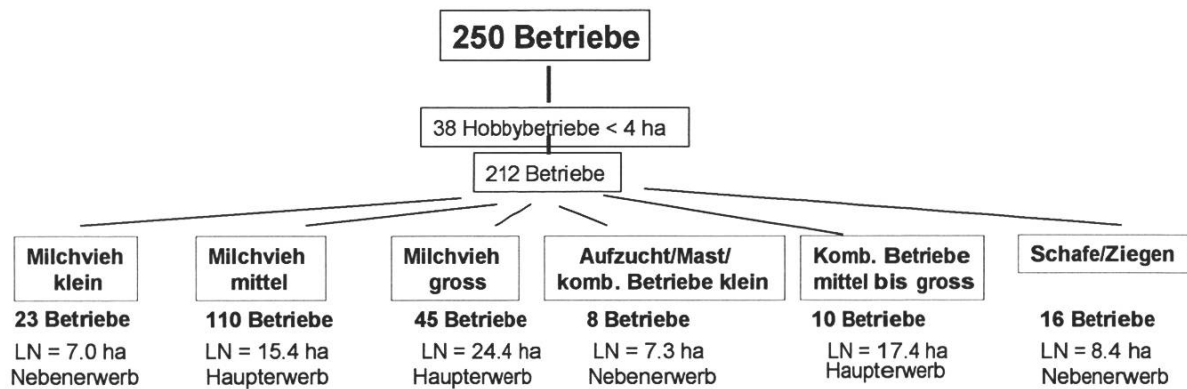 250 Betriebe
38 Hobbybetriebe < 4 ha
212 Betriebe
Milchvieh
klein
23 Betriebe
LN = 7.0 ha
Nebenerwerb
Milchvieh
mittel
110 Betriebe
LN = 15.4 ha
Haupterwerb
Milchvieh
gross
45 Betriebe
LN = 24.4 ha
Haupterwerb
Aufzucht/Mast/
komb. Betriebe klein
8 Betriebe
LN = 7.3 ha
Nebenerwerb
Komb. Betriebe
mittel bis gross
10 Betriebe
LN = 17.4 ha
Haupterwerb
Schafe/Ziegen
16 Betriebe
LN = 8.4 ha
Nebenerwerb